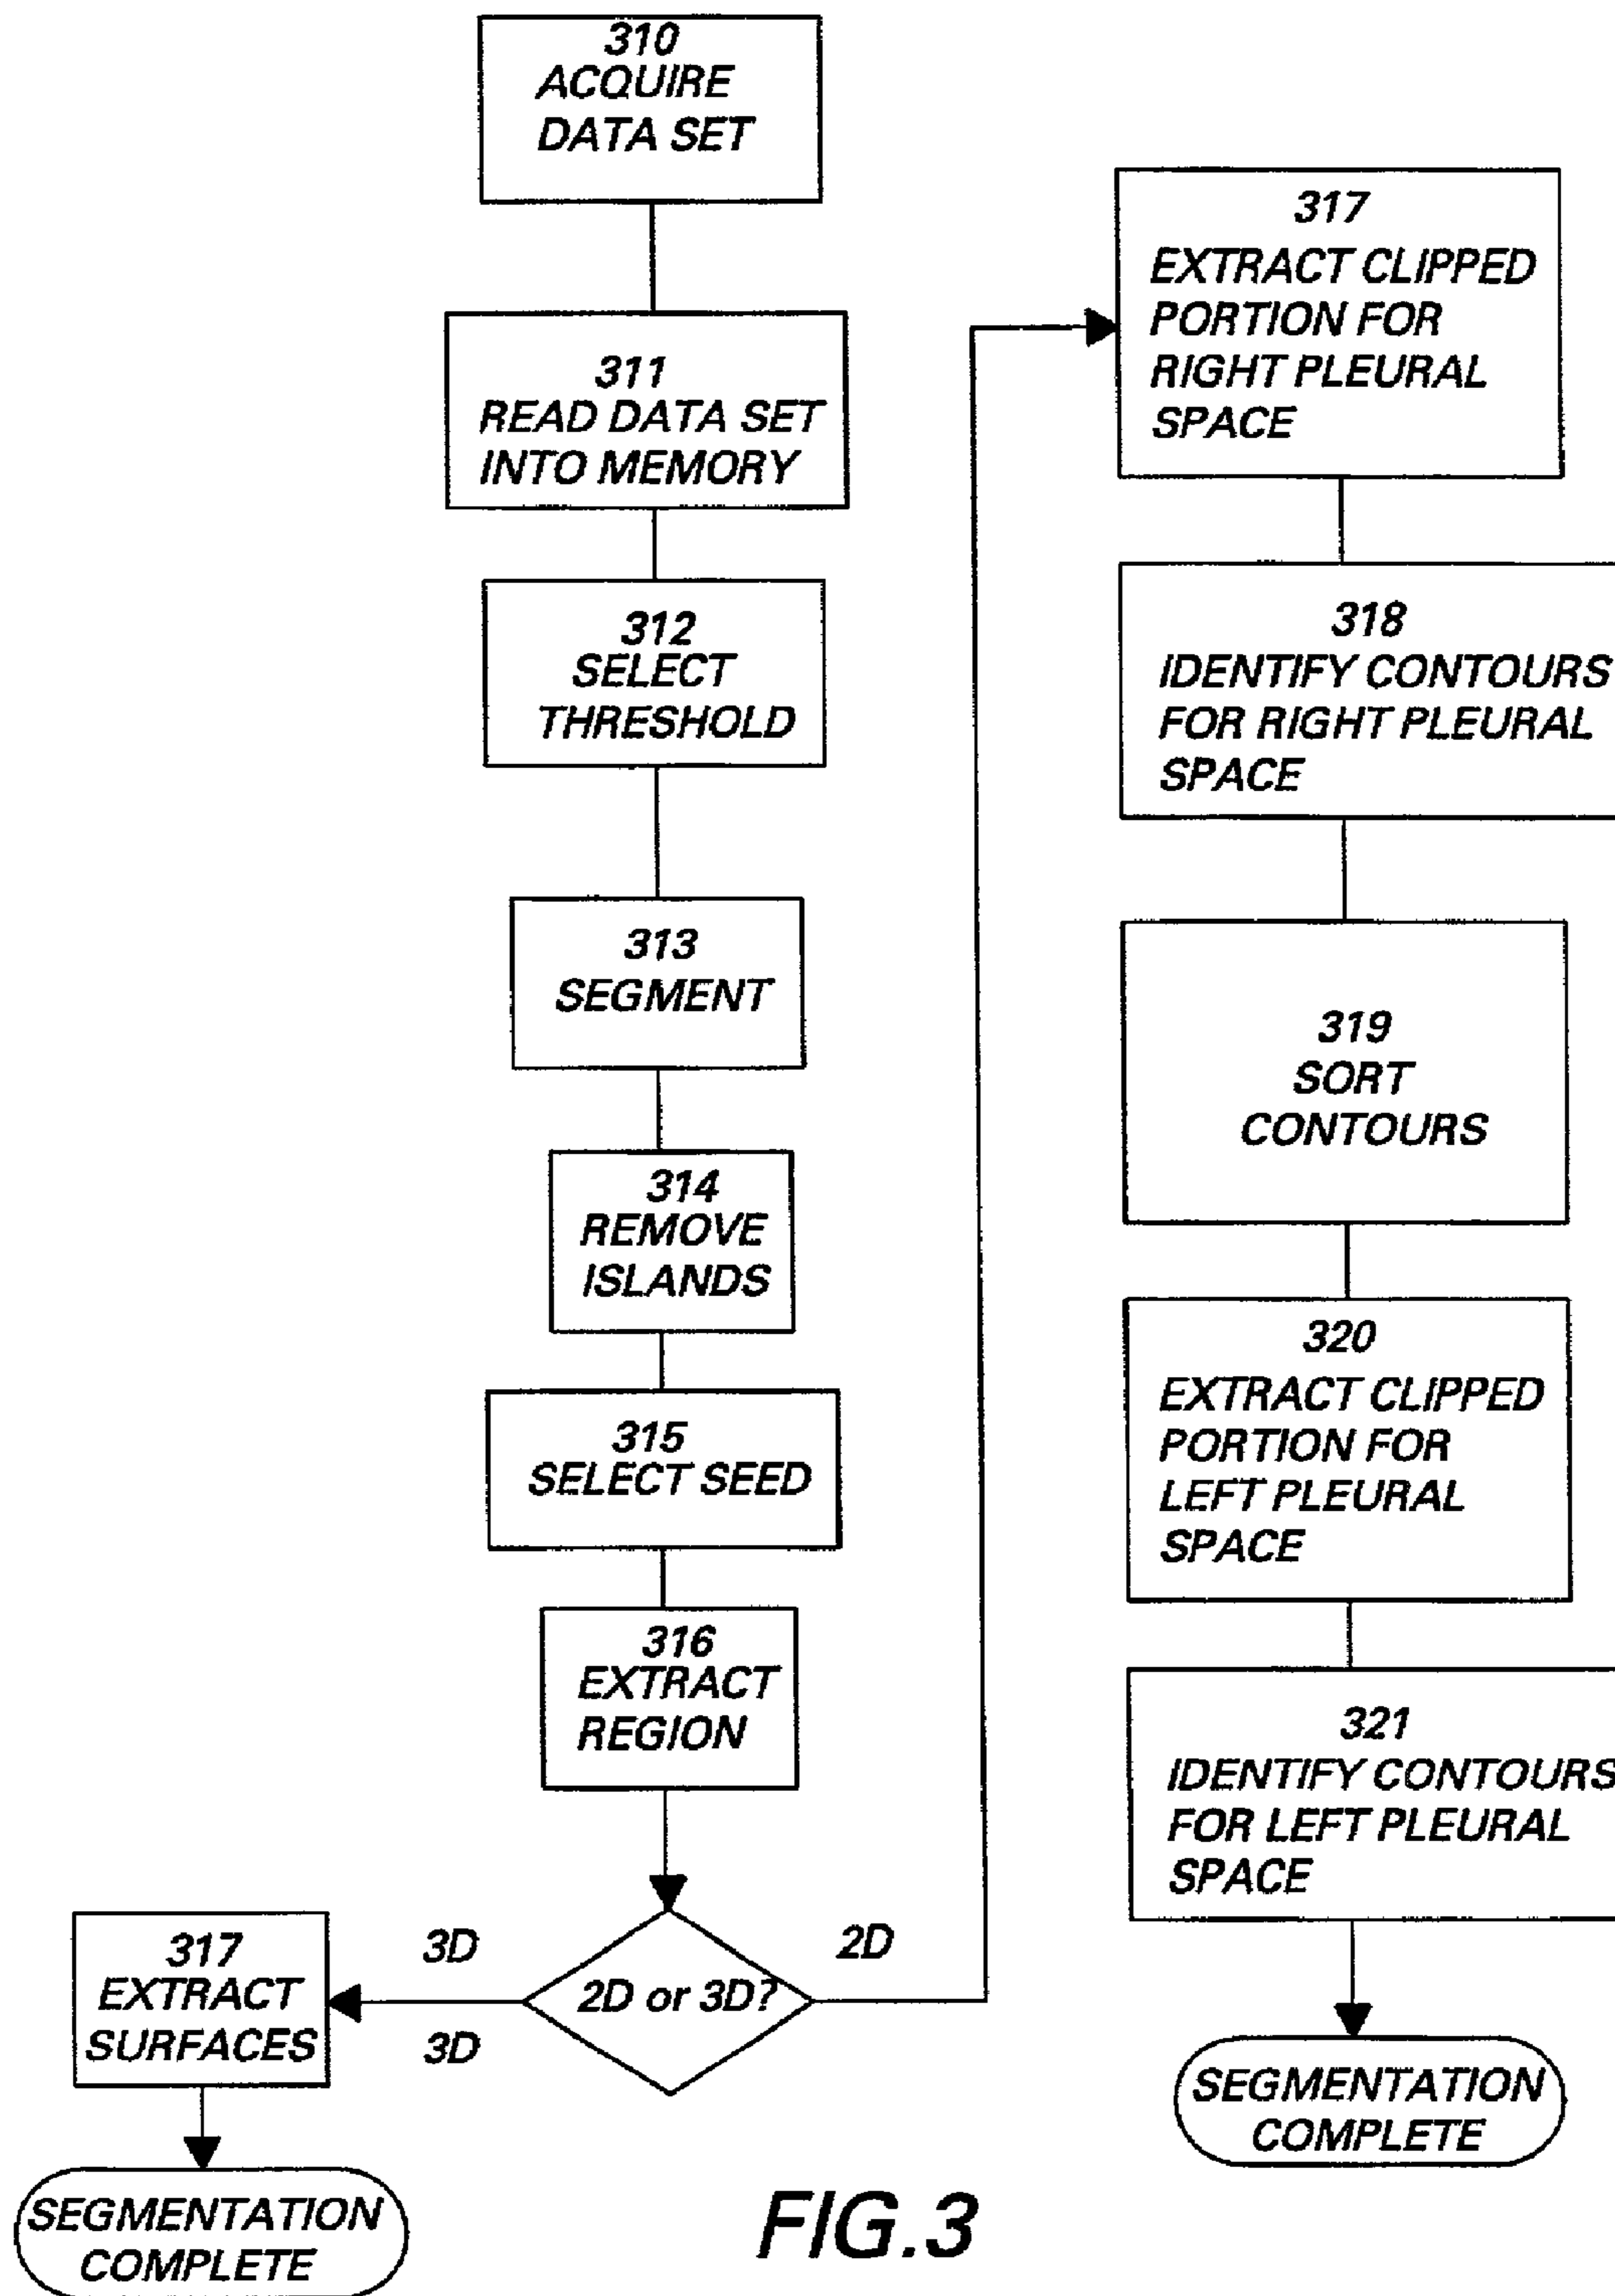 310
ACQUIRE
DATA SET
311
READ DATA SET
INTO MEMORY
312
SELECT
THRESHOLD
313
SEGMENT
314
REMOVE
ISLANDS
315
SELECT SEED
316
EXTRACT
REGION
2D or 3D?
3D
3D
2D
317
EXTRACT
SURFACES
SEGMENTATION
COMPLETE
317
EXTRACT CLIPPED
PORTION FOR
RIGHT PLEURAL
SPACE
318
IDENTIFY CONTOURS
FOR RIGHT PLEURAL
SPACE
319
SORT
CONTOURS
320
EXTRACT CLIPPED
PORTION FOR
LEFT PLEURAL
SPACE
321
IDENTIFY CONTOURS
FOR LEFT PLEURAL
SPACE
SEGMENTATION
COMPLETE
FIG.3